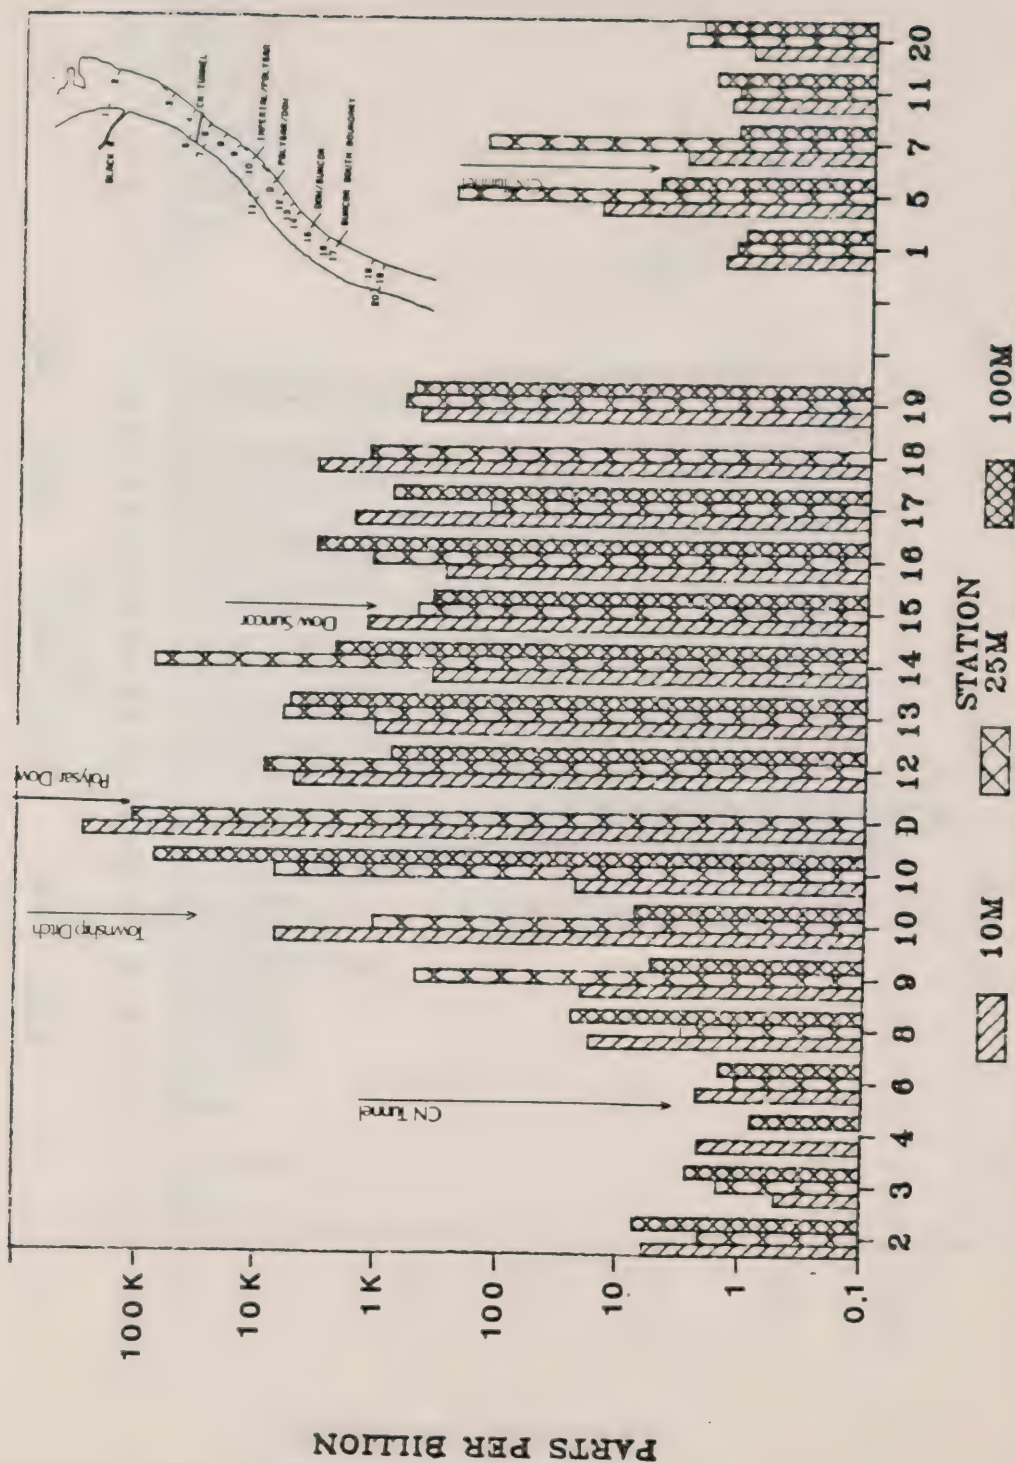 PARTS PER BILLION
100 K
10 K
1 K
100
10
1
0.1
CN Tunnel
Township Ditch
Polysar Dow
Dow Suncor
CN Tunnel
BLACK R
CN TUNNEL
IMPERIAL/POLYSAR
POLYSAR/DOW
DOW/SUNCOR
SUNCOR SOUTH BOUNDARY
2 3 4 6 8 9 10 10 D 12 13 14 15 16 17 18 19 1 5 7 11 20
STATION
10M 25M 100M